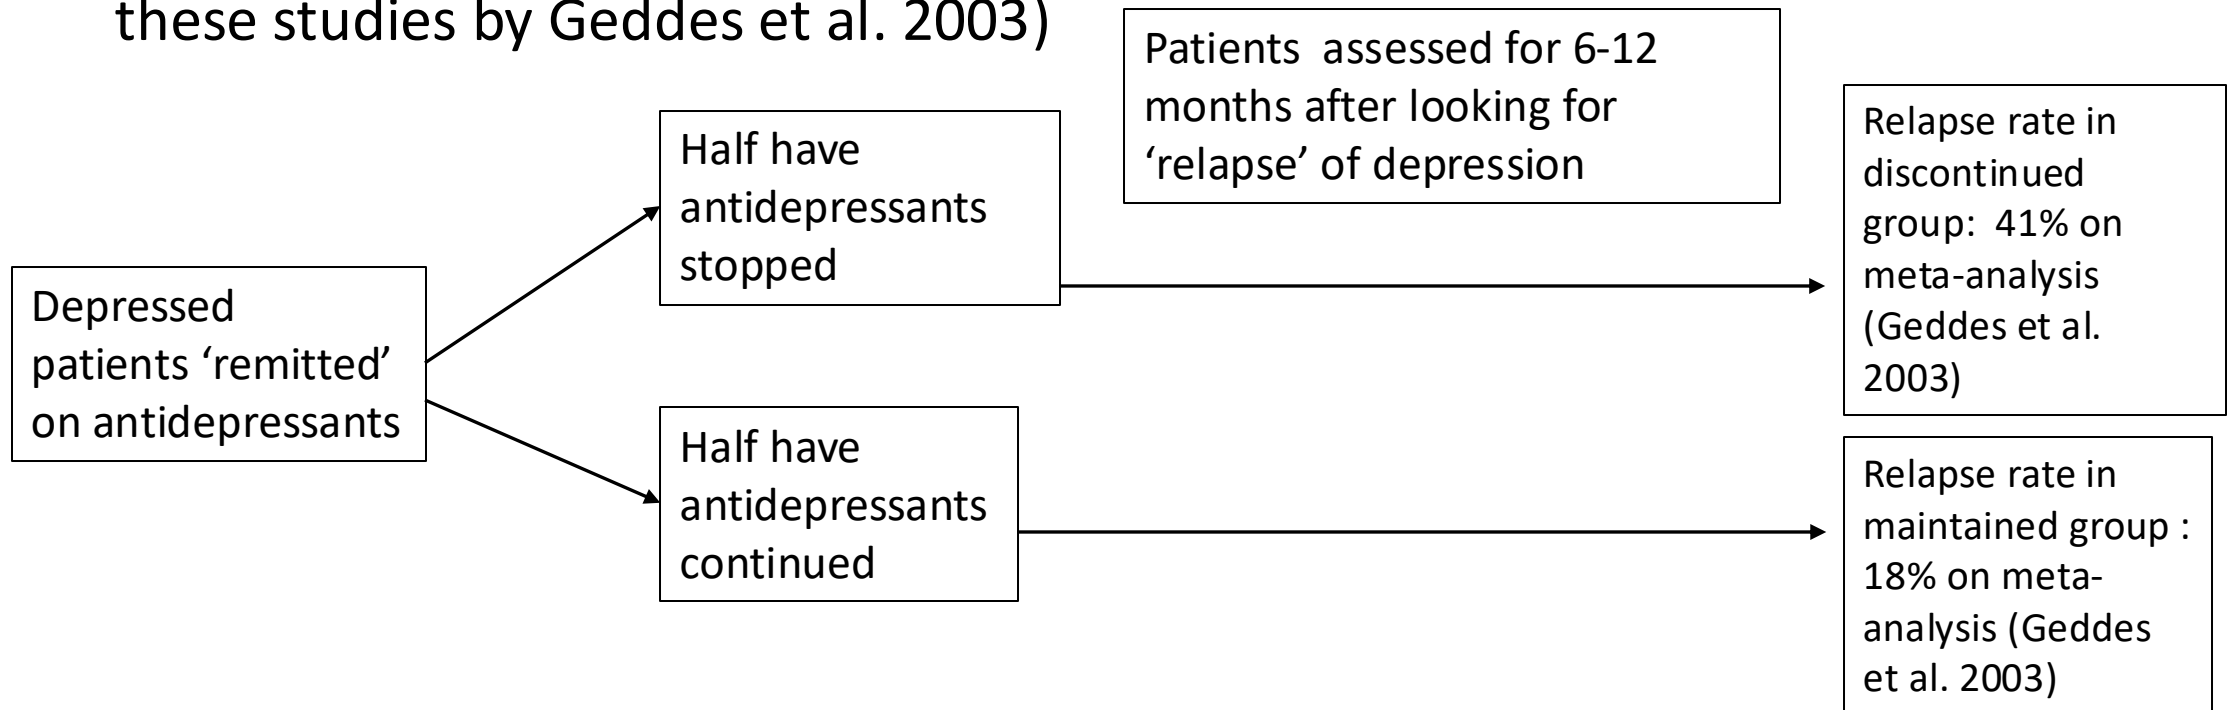 these studies by Geddes et al. 2003)
Patients  assessed for 6-12
months after looking for
‘relapse’ of depression
Half have
antidepressants
stopped
Depressed
patients ‘remitted’
on antidepressants
Half have
antidepressants
continued
Relapse rate in
discontinued
group:  41% on
meta-analysis
(Geddes et al.
2003)
Relapse rate in
maintained group :
18% on meta-
analysis (Geddes
et al. 2003)